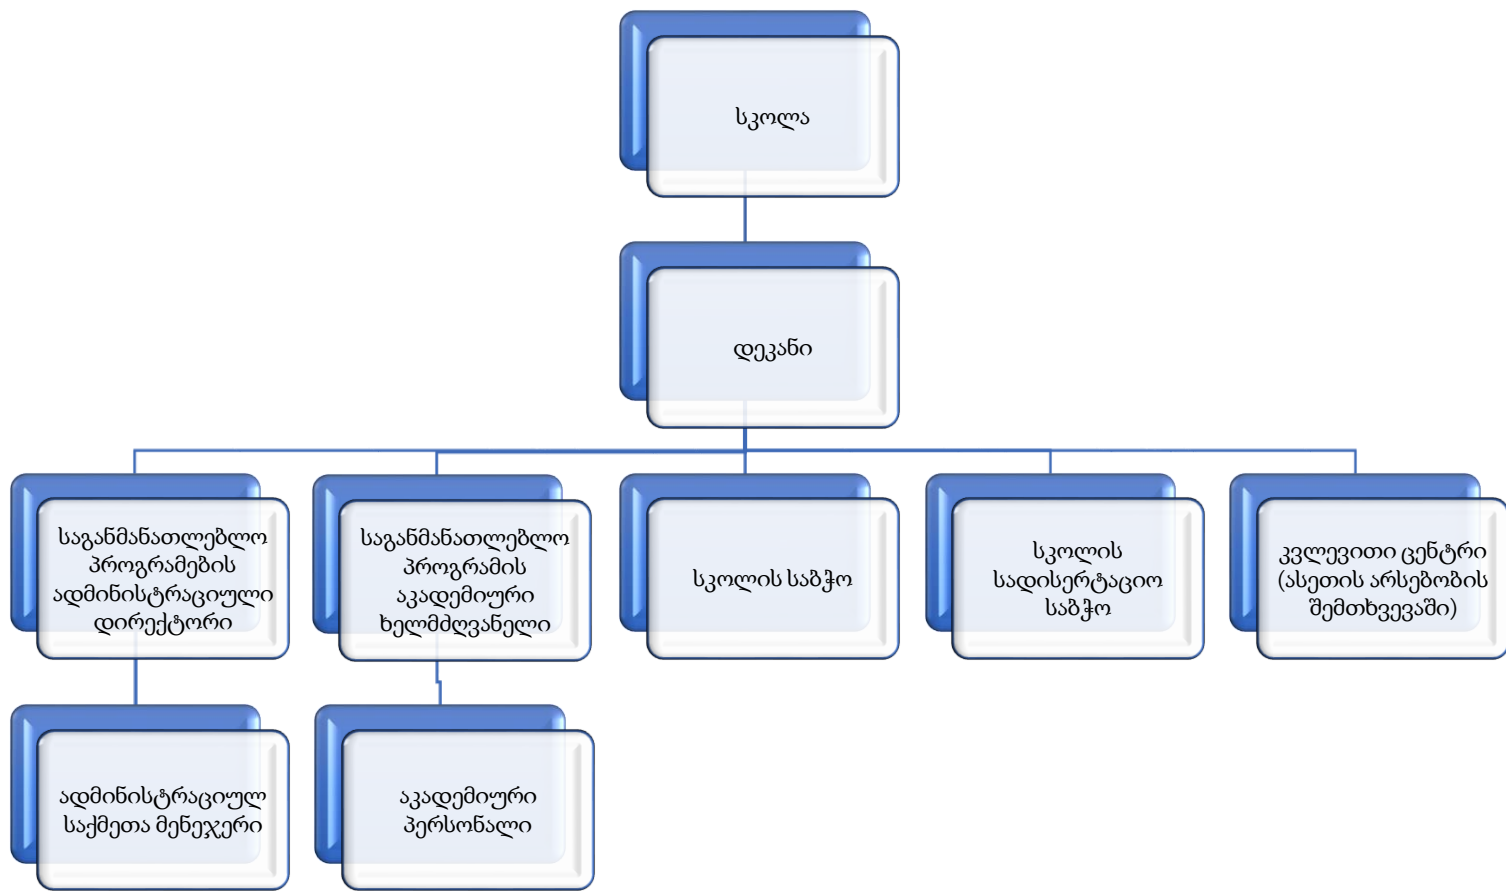 სკოლა
დეკანი
საგანმანათლებლო
პროგრამების
ადმინისტრაციული
დირექტორი
საგანმანათლებლო
პროგრამის
აკადემიური
ხელმძღვანელი
სკოლის საბჭო
სკოლის
სადისერტაციო
საბჭო
კვლევითი ცენტრი
(ასეთის არსებობის
შემთხვევაში)
ადმინისტრაციულ
საქმეთა მენეჯერი
აკადემიური
პერსონალი